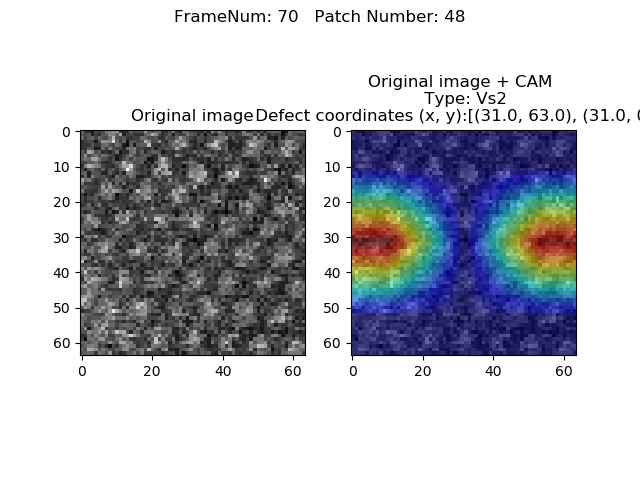 FrameNum: 70   Patch Number: 48
Original image + CAM
Type: Vs2
Original image
Defect coordinates (x, y):[(31.0, 63.0), (31.0, 
0
10
20
30
40
50
60
0 20 40 60
0
10
20
30
40
50
60
0 20 40 60